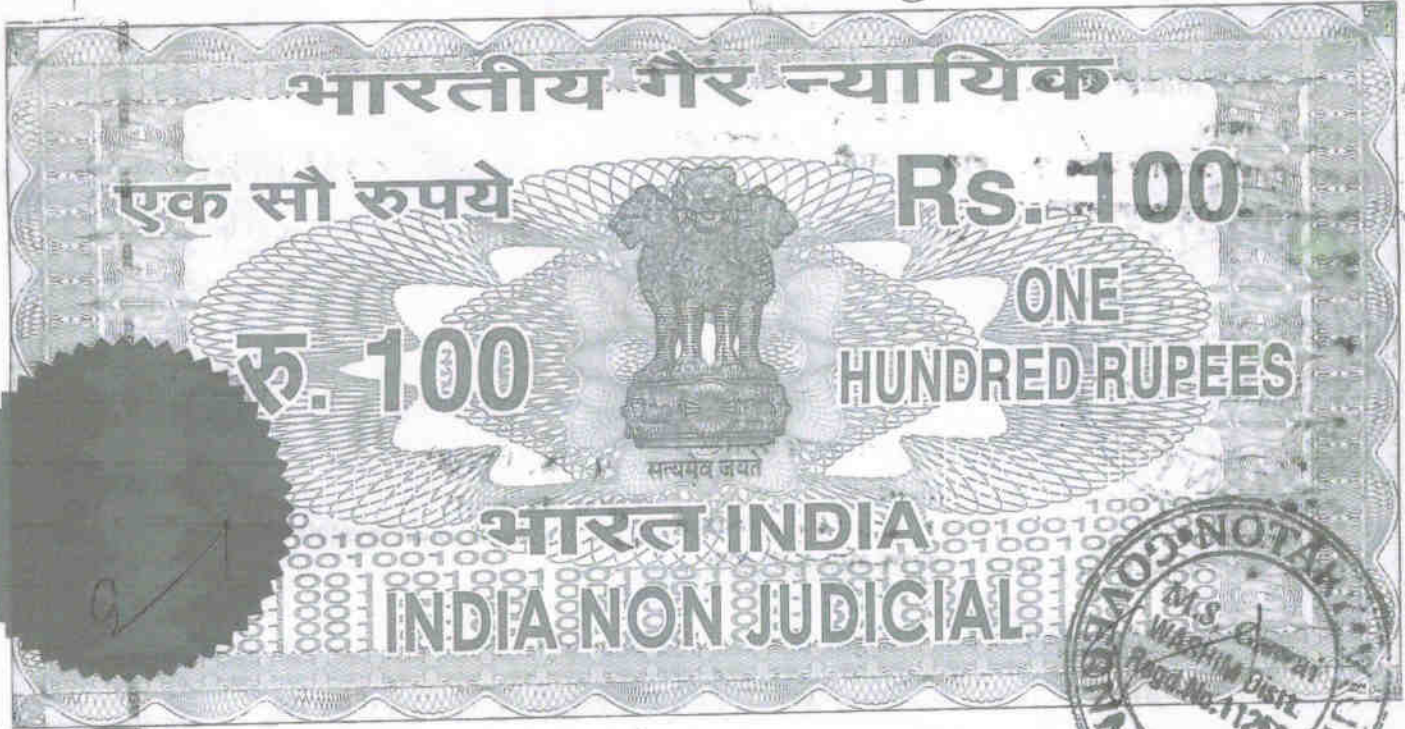 भारतीय गैर न्यायिक
एक सौ रुपये
Rs. 100
रु. 100
ONE
HUNDRED RUPEES
सत्यमेव जयते
भारत INDIA
INDIA NON JUDICIAL
NOTARY
M.S.
WASHIM Distt.
Regd.No.